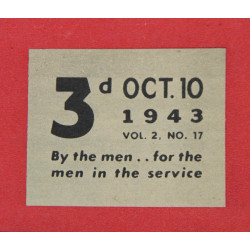 3d OCT. 10
1943
VOL. 2, NO. 17
By the men . . for the
men in the service